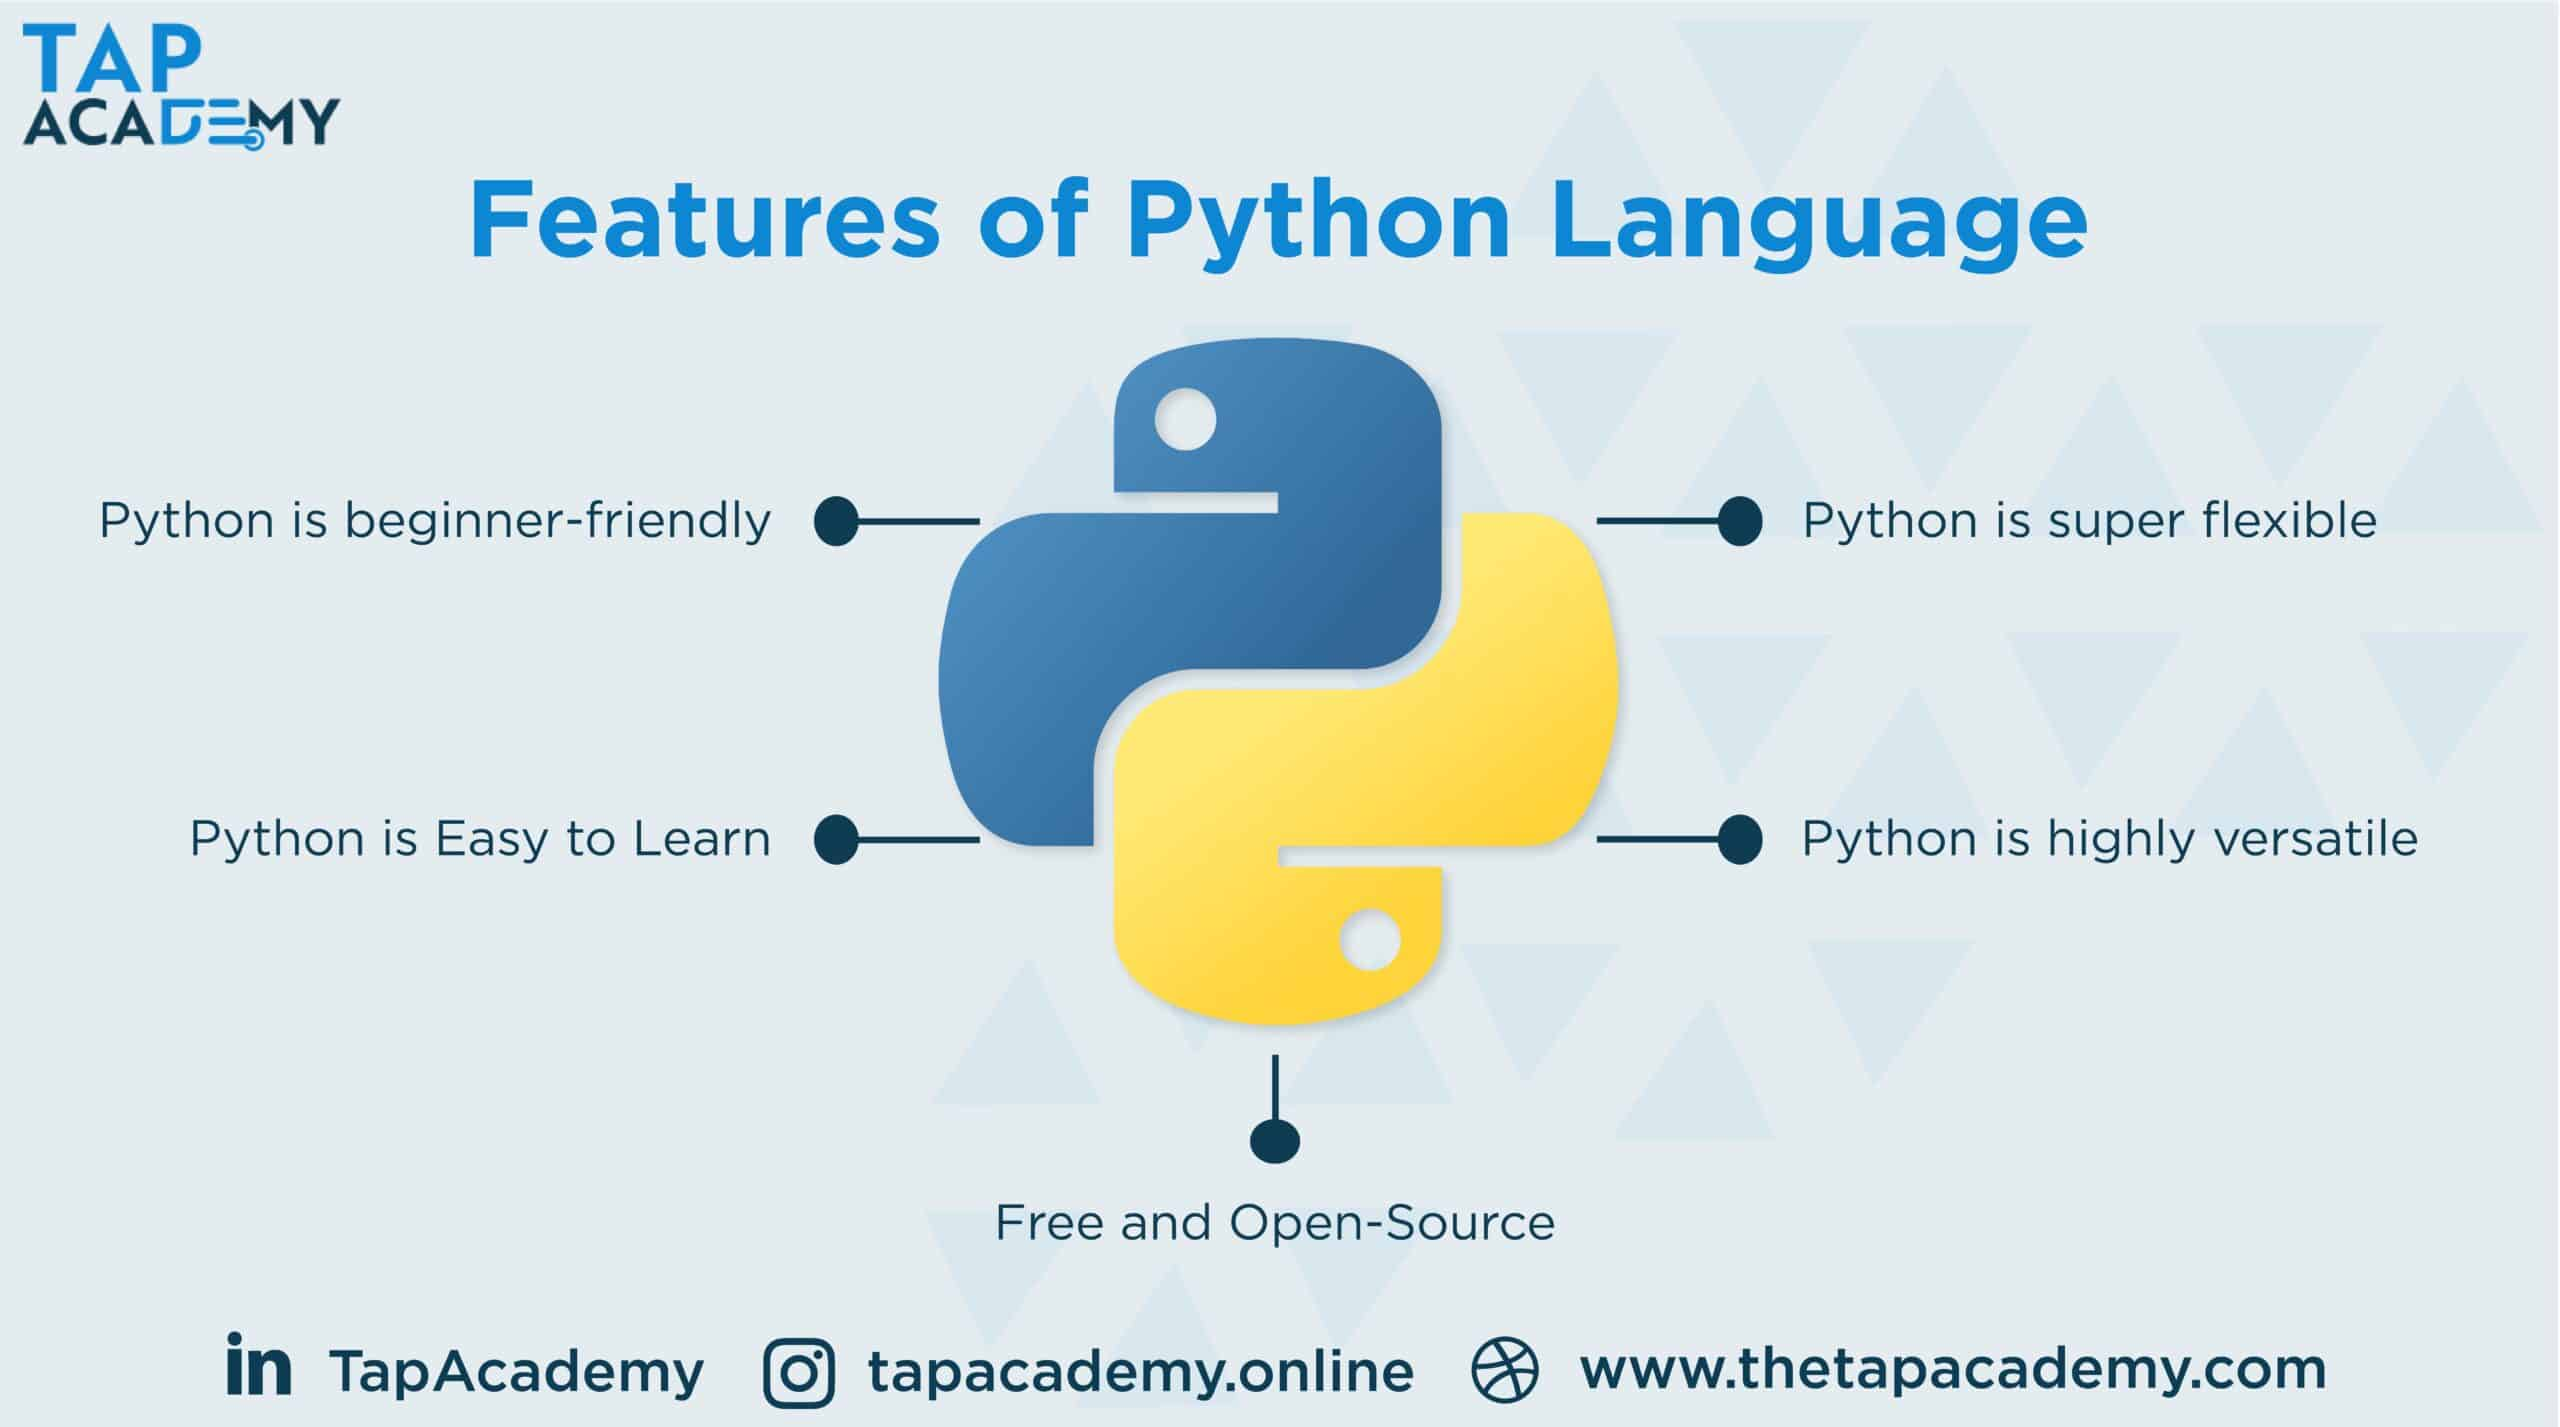 TAP
ACADEMY
Features of Python Language
Python is beginner-friendly
Python is super flexible
Python is Easy to Learn
Python is highly versatile
Free and Open-Source
in TapAcademy tapacademy.online www.thetapacademy.com